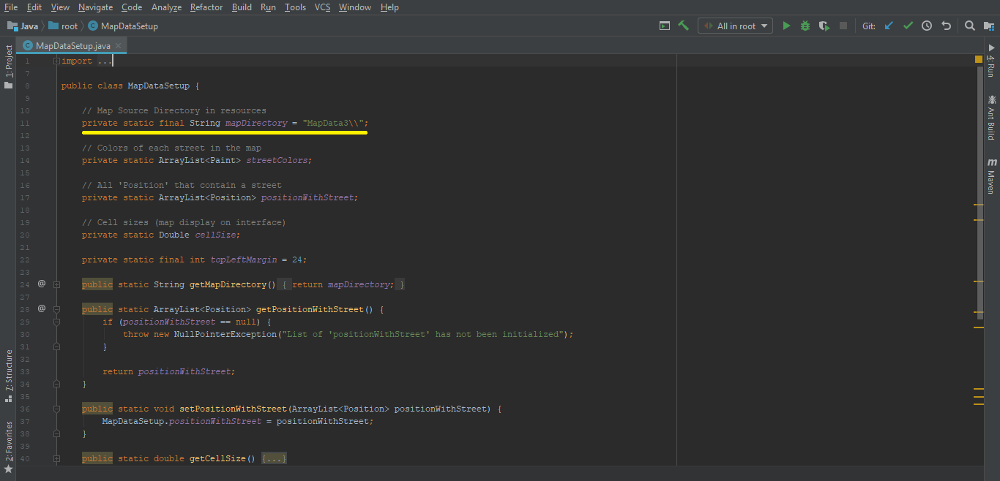 File Edit View Navigate Code Analyze Refactor Build Run Tools VCS Window Help
Java root MapDataSetup All in root Git:
MapDataSetup.java
1 import ...
7
8 public class MapDataSetup {
9
10 // Map Source Directory in resources
11 private static final String mapDirectory = "MapData3\\";
12
13 // Colors of each street in the map
14 private static ArrayList<Paint> streetColors;
15
16 // All 'Position' that contain a street
17 private static ArrayList<Position> positionWithStreet;
18
19 // Cell sizes (map display on interface)
20 private static Double cellSize;
21
22 private static final int topLeftMargin = 24;
23
24 @ public static String getMapDirectory() { return mapDirectory; }
27
28 @ public static ArrayList<Position> getPositionWithStreet() {
29 if (positionWithStreet == null) {
30 throw new NullPointerException("List of 'positionWithStreet' has not been initialized");
31 }
32
33 return positionWithStreet;
34 }
35
36 public static void setPositionWithStreet(ArrayList<Position> positionWithStreet) {
37 MapDataSetup.positionWithStreet = positionWithStreet;
38 }
39
40 public static double getCellSize() {...}
1: Project
7: Structure
2: Favorites
4: Run
Ant Build
m Maven